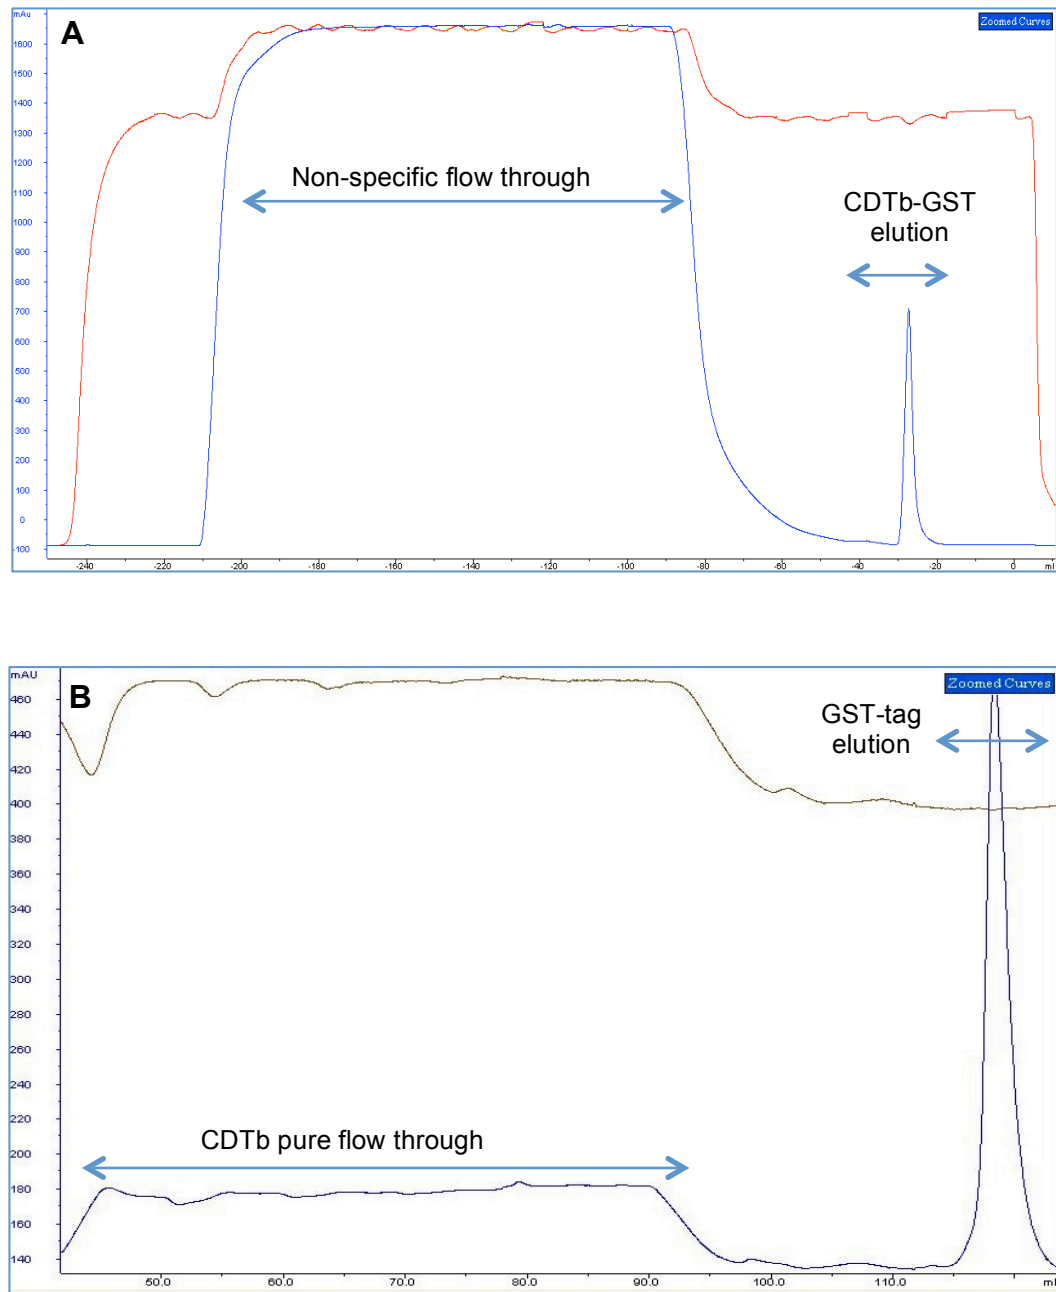 mAu
A
Zoomed Curves
1600
1500
1400
1300
1200
1100
1000
900
800
700
600
500
400
300
200
100
0
-100
Non-specific flow through
CDTb-GST
elution
-240 -220 -200 -180 -160 -140 -120 -100 -80 -60 -40 -20 0 ml
mAU
B
Zoomed Curves
460
440
420
400
380
360
340
320
300
280
260
240
220
200
180
160
140
GST-tag
elution
CDTb pure flow through
50.0 60.0 70.0 80.0 90.0 100.0 110.0 ml